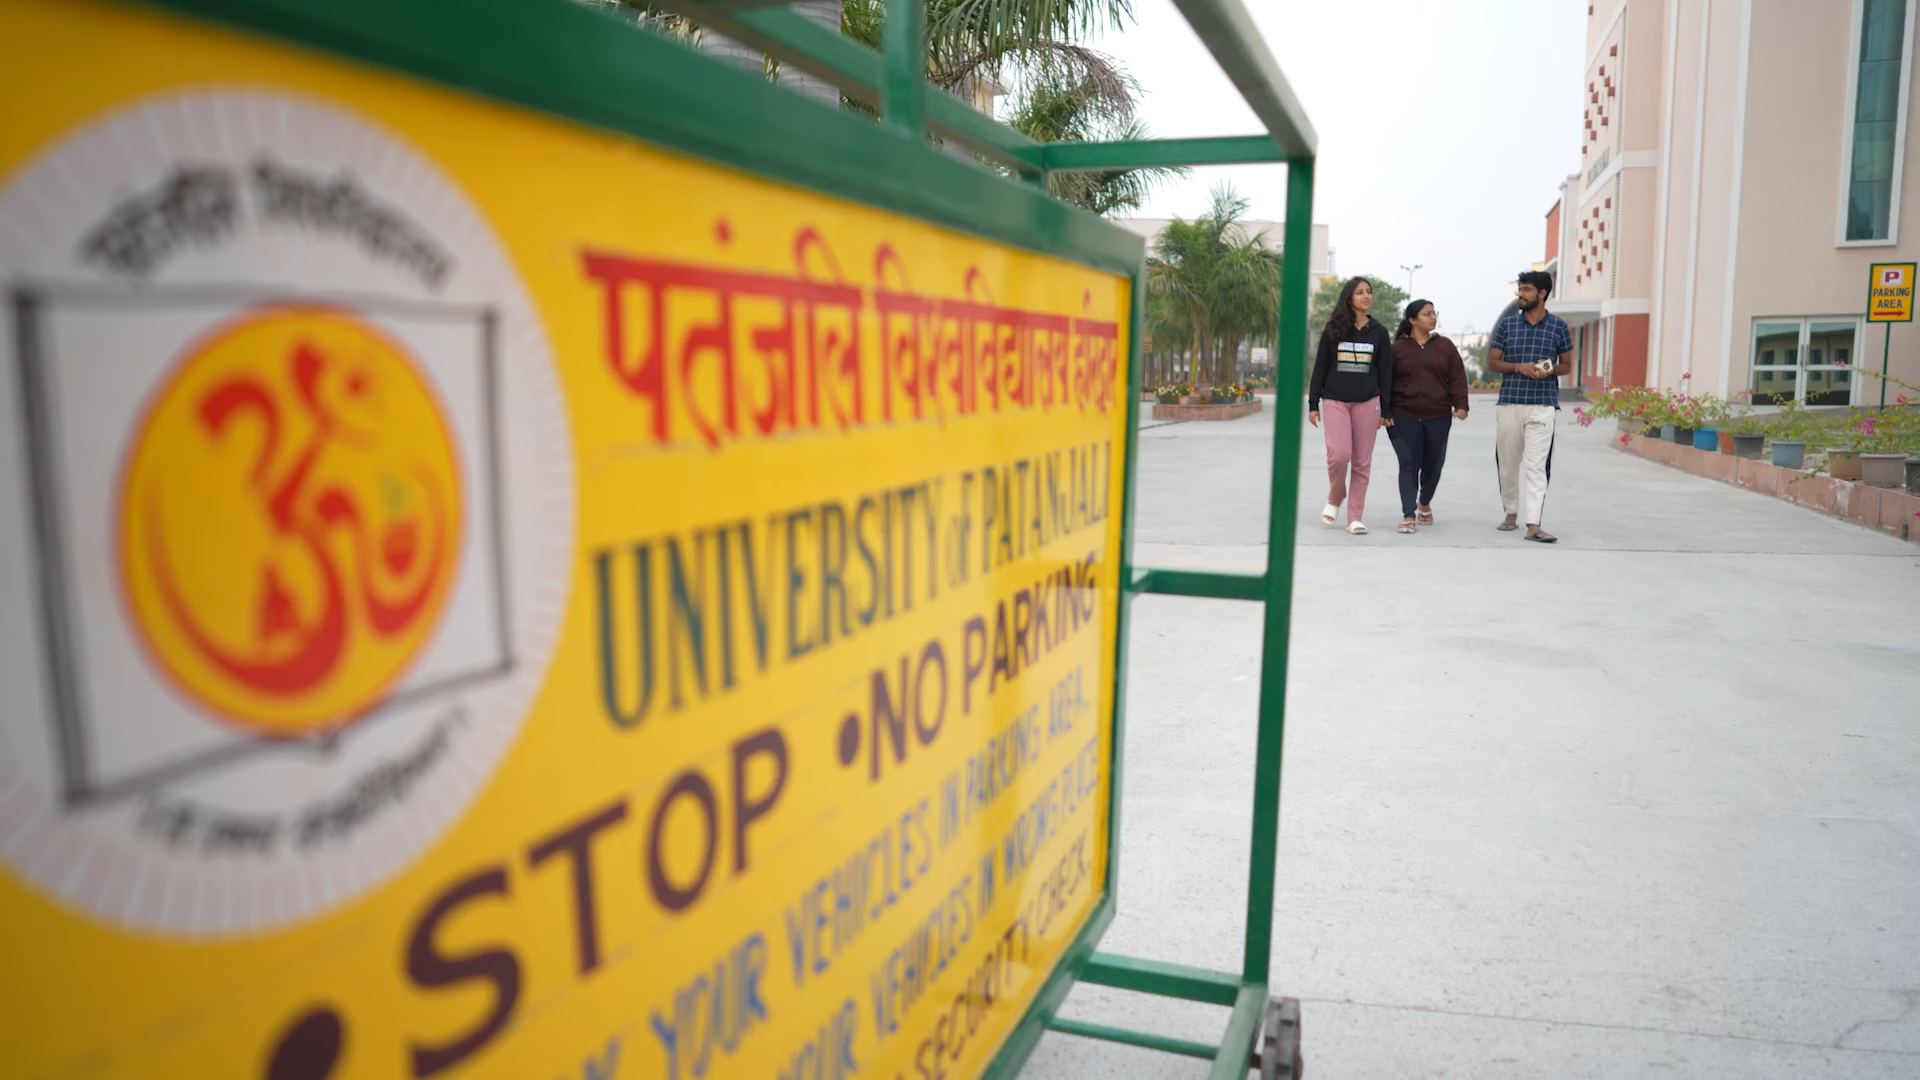 पतंजलि विश्वविद्यालय हरिद्वार
UNIVERSITY OF PATANJALI
• STOP • NO PARKING
YOUR VEHICLES IN PARKING AREA.
YOUR VEHICLES IN WRONG PLACE
SECURITY CHECK.
P
PARKING
AREA